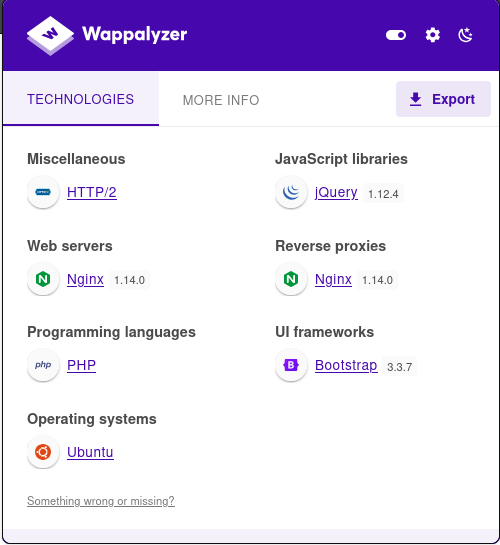 Wappalyzer
TECHNOLOGIES
MORE INFO
Export
Miscellaneous
HTTP/2
Web servers
Nginx 1.14.0
Programming languages
php PHP
Operating systems
Ubuntu
JavaScript libraries
jQuery 1.12.4
Reverse proxies
Nginx 1.14.0
UI frameworks
B Bootstrap 3.3.7
Something wrong or missing?